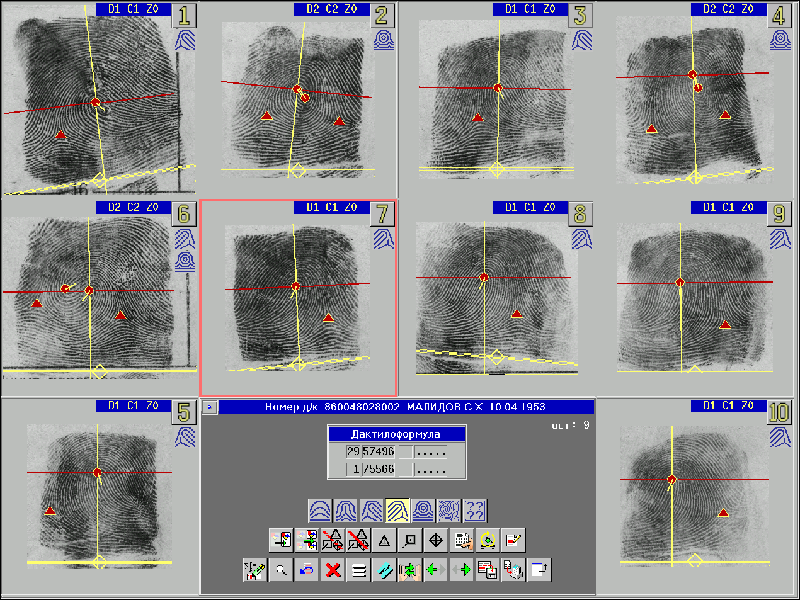 D1 C1 Z0 1
D2 C2 Z0 2
D1 C1 Z0 3
D2 C2 Z0 4
D2 C2 Z0 6
D1 C1 Z0 7
D1 C1 Z0 8
D1 C1 Z0 9
D1 C1 Z0 5
Номер д/к 860048028002 МАЛИДОВ С Х 10 04 1953
D1 C1 Z0 10
9
Дактилоформула
29 57496 .....
1 75566 .....
?? ??